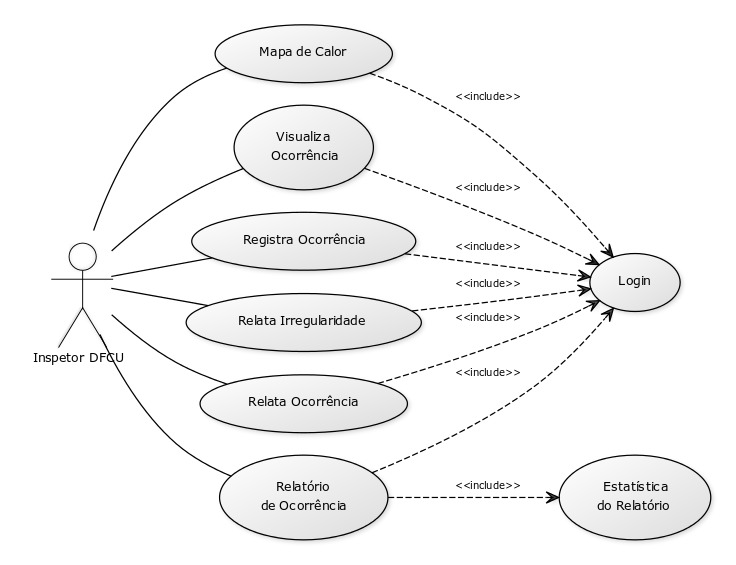 Mapa de Calor
<<include>>
Visualiza
Ocorrência
<<include>>
Registra Ocorrência
<<include>>
Login
<<include>>
Relata Irregularidade
<<include>>
Inspetor DFCU
<<include>>
Relata Ocorrência
Relatório
de Ocorrência
<<include>>
Estatística
do Relatório